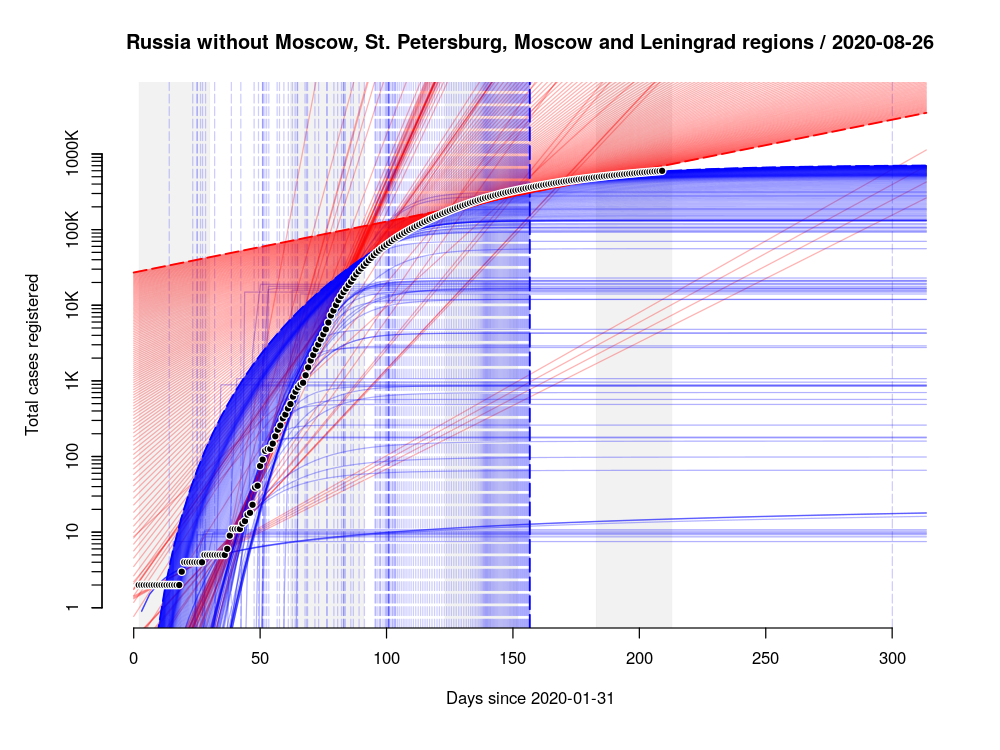 Russia without Moscow, St. Petersburg, Moscow and Leningrad regions / 2020-08-26
Total cases registered
1000K
100K
10K
1K
100
10
1
0 50 100 150 200 250 300
Days since 2020-01-31